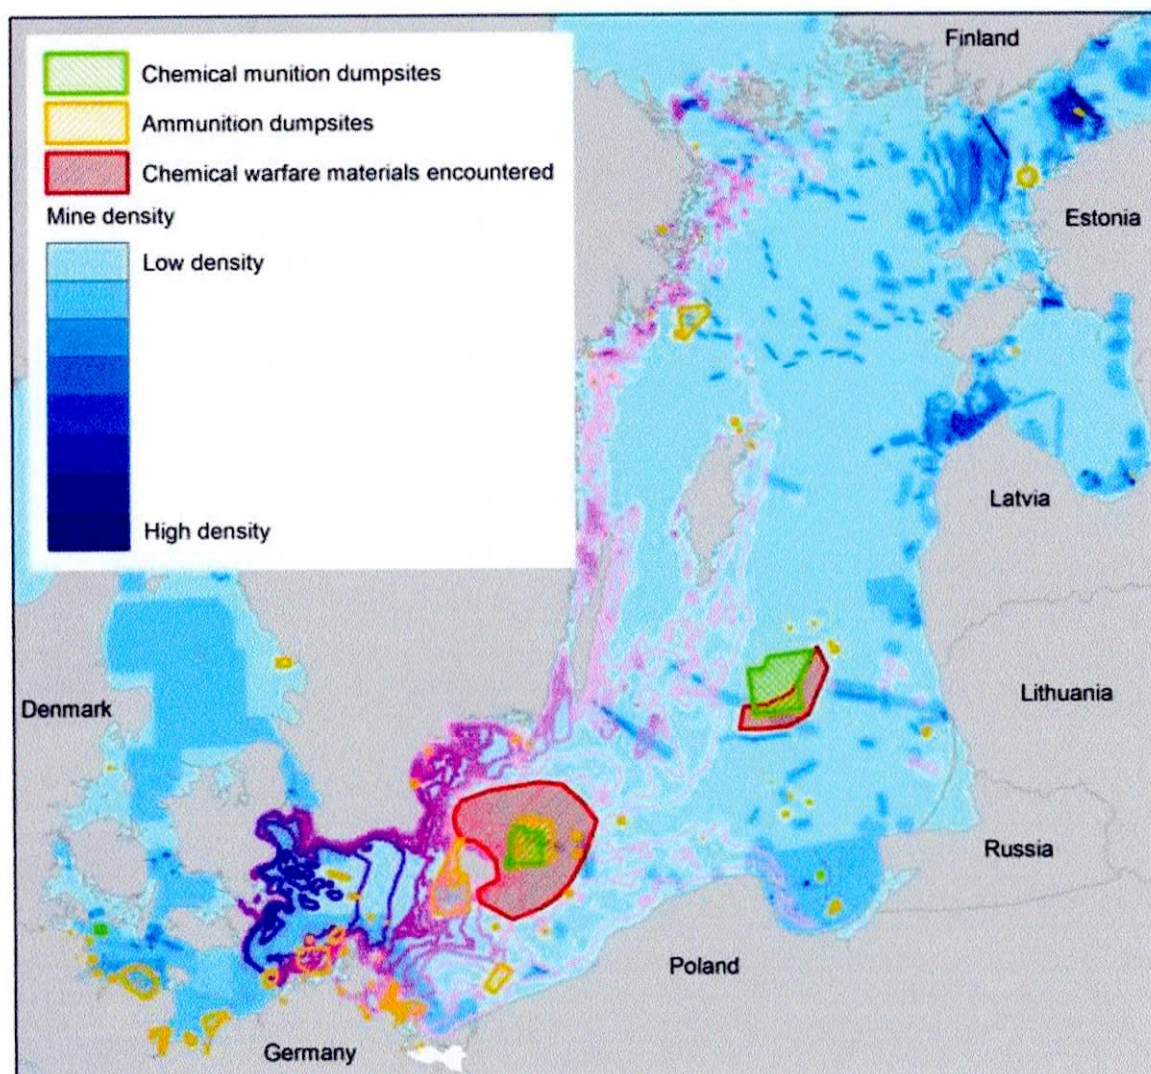 Chemical munition dumpsites
Ammunition dumpsites
Chemical warfare materials encountered
Mine density
Low density
High density
Finland
Estonia
Latvia
Denmark
Lithuania
Russia
Poland
Germany